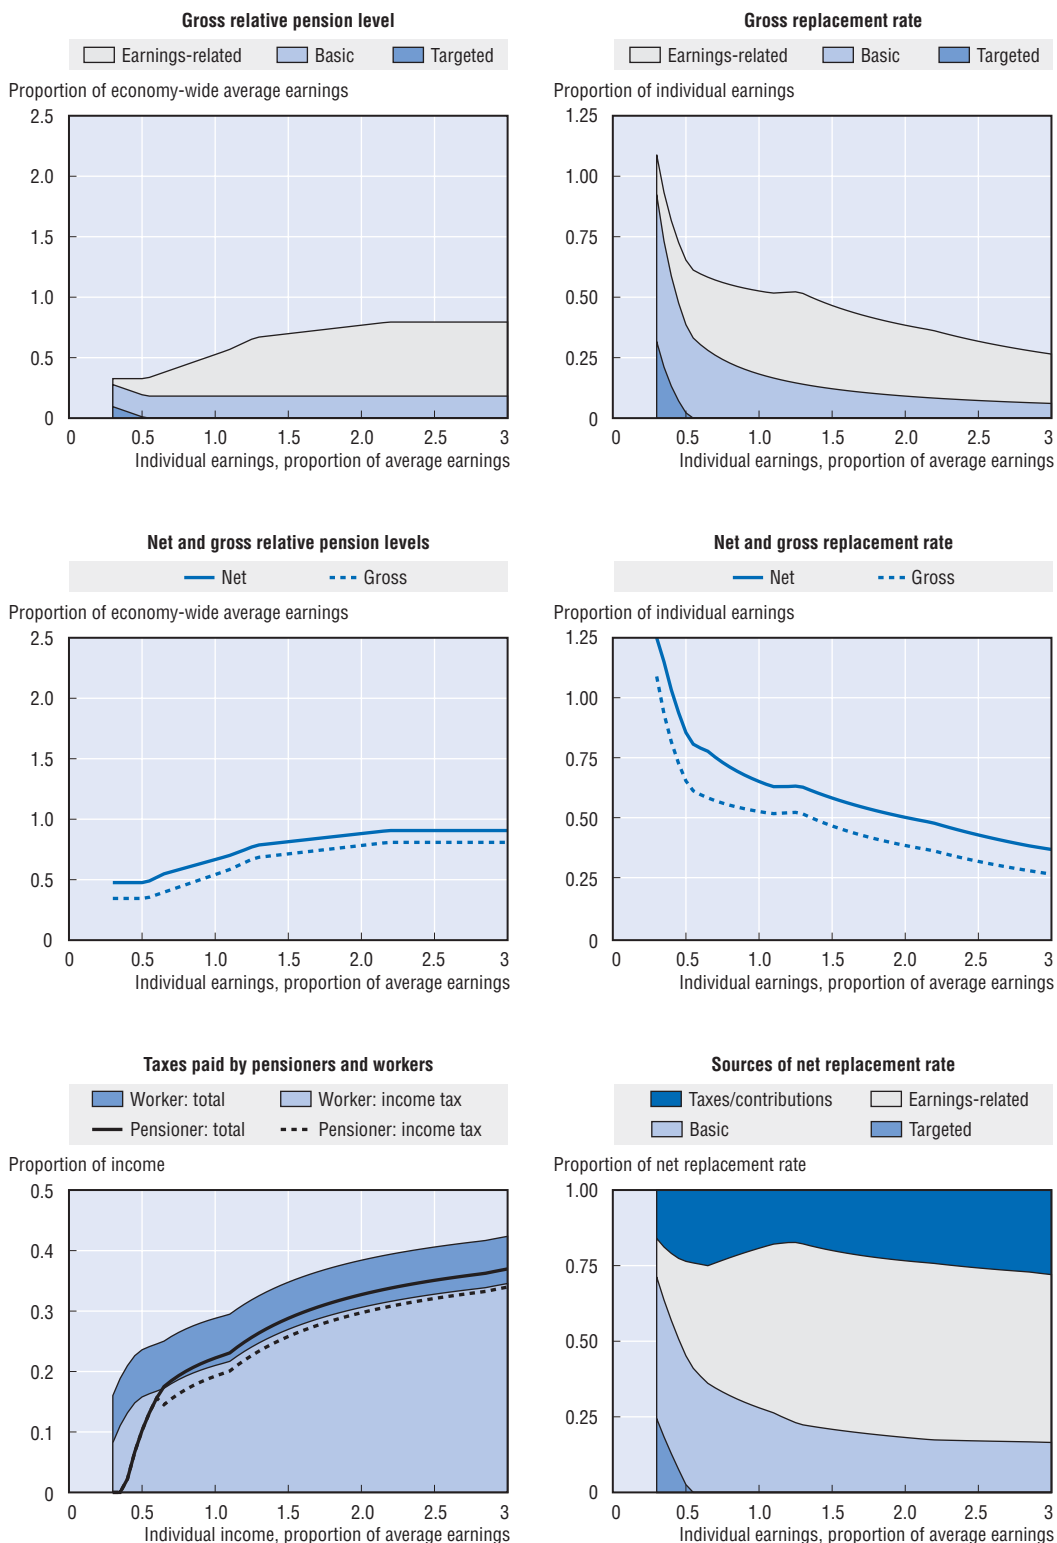 Gross relative pension level
Earnings-related Basic Targeted
Proportion of economy-wide average earnings
2.5
2.0
1.5
1.0
0.5
0
0 0.5 1.0 1.5 2.0 2.5 3
Individual earnings, proportion of average earnings
Gross replacement rate
Earnings-related Basic Targeted
Proportion of individual earnings
1.25
1.00
0.75
0.50
0.25
0
0 0.5 1.0 1.5 2.0 2.5 3
Individual earnings, proportion of average earnings
Net and gross relative pension levels
Net Gross
Proportion of economy-wide average earnings
2.5
2.0
1.5
1.0
0.5
0
0 0.5 1.0 1.5 2.0 2.5 3
Individual earnings, proportion of average earnings
Net and gross replacement rate
Net Gross
Proportion of individual earnings
1.25
1.00
0.75
0.50
0.25
0
0 0.5 1.0 1.5 2.0 2.5 3
Individual earnings, proportion of average earnings
Taxes paid by pensioners and workers
Worker: total Worker: income tax
Pensioner: total Pensioner: income tax
Proportion of income
0.5
0.4
0.3
0.2
0.1
0
0 0.5 1.0 1.5 2.0 2.5 3
Individual income, proportion of average earnings
Sources of net replacement rate
Taxes/contributions Earnings-related
Basic Targeted
Proportion of net replacement rate
1.00
0.75
0.50
0.25
0
0 0.5 1.0 1.5 2.0 2.5 3
Individual earnings, proportion of average earnings